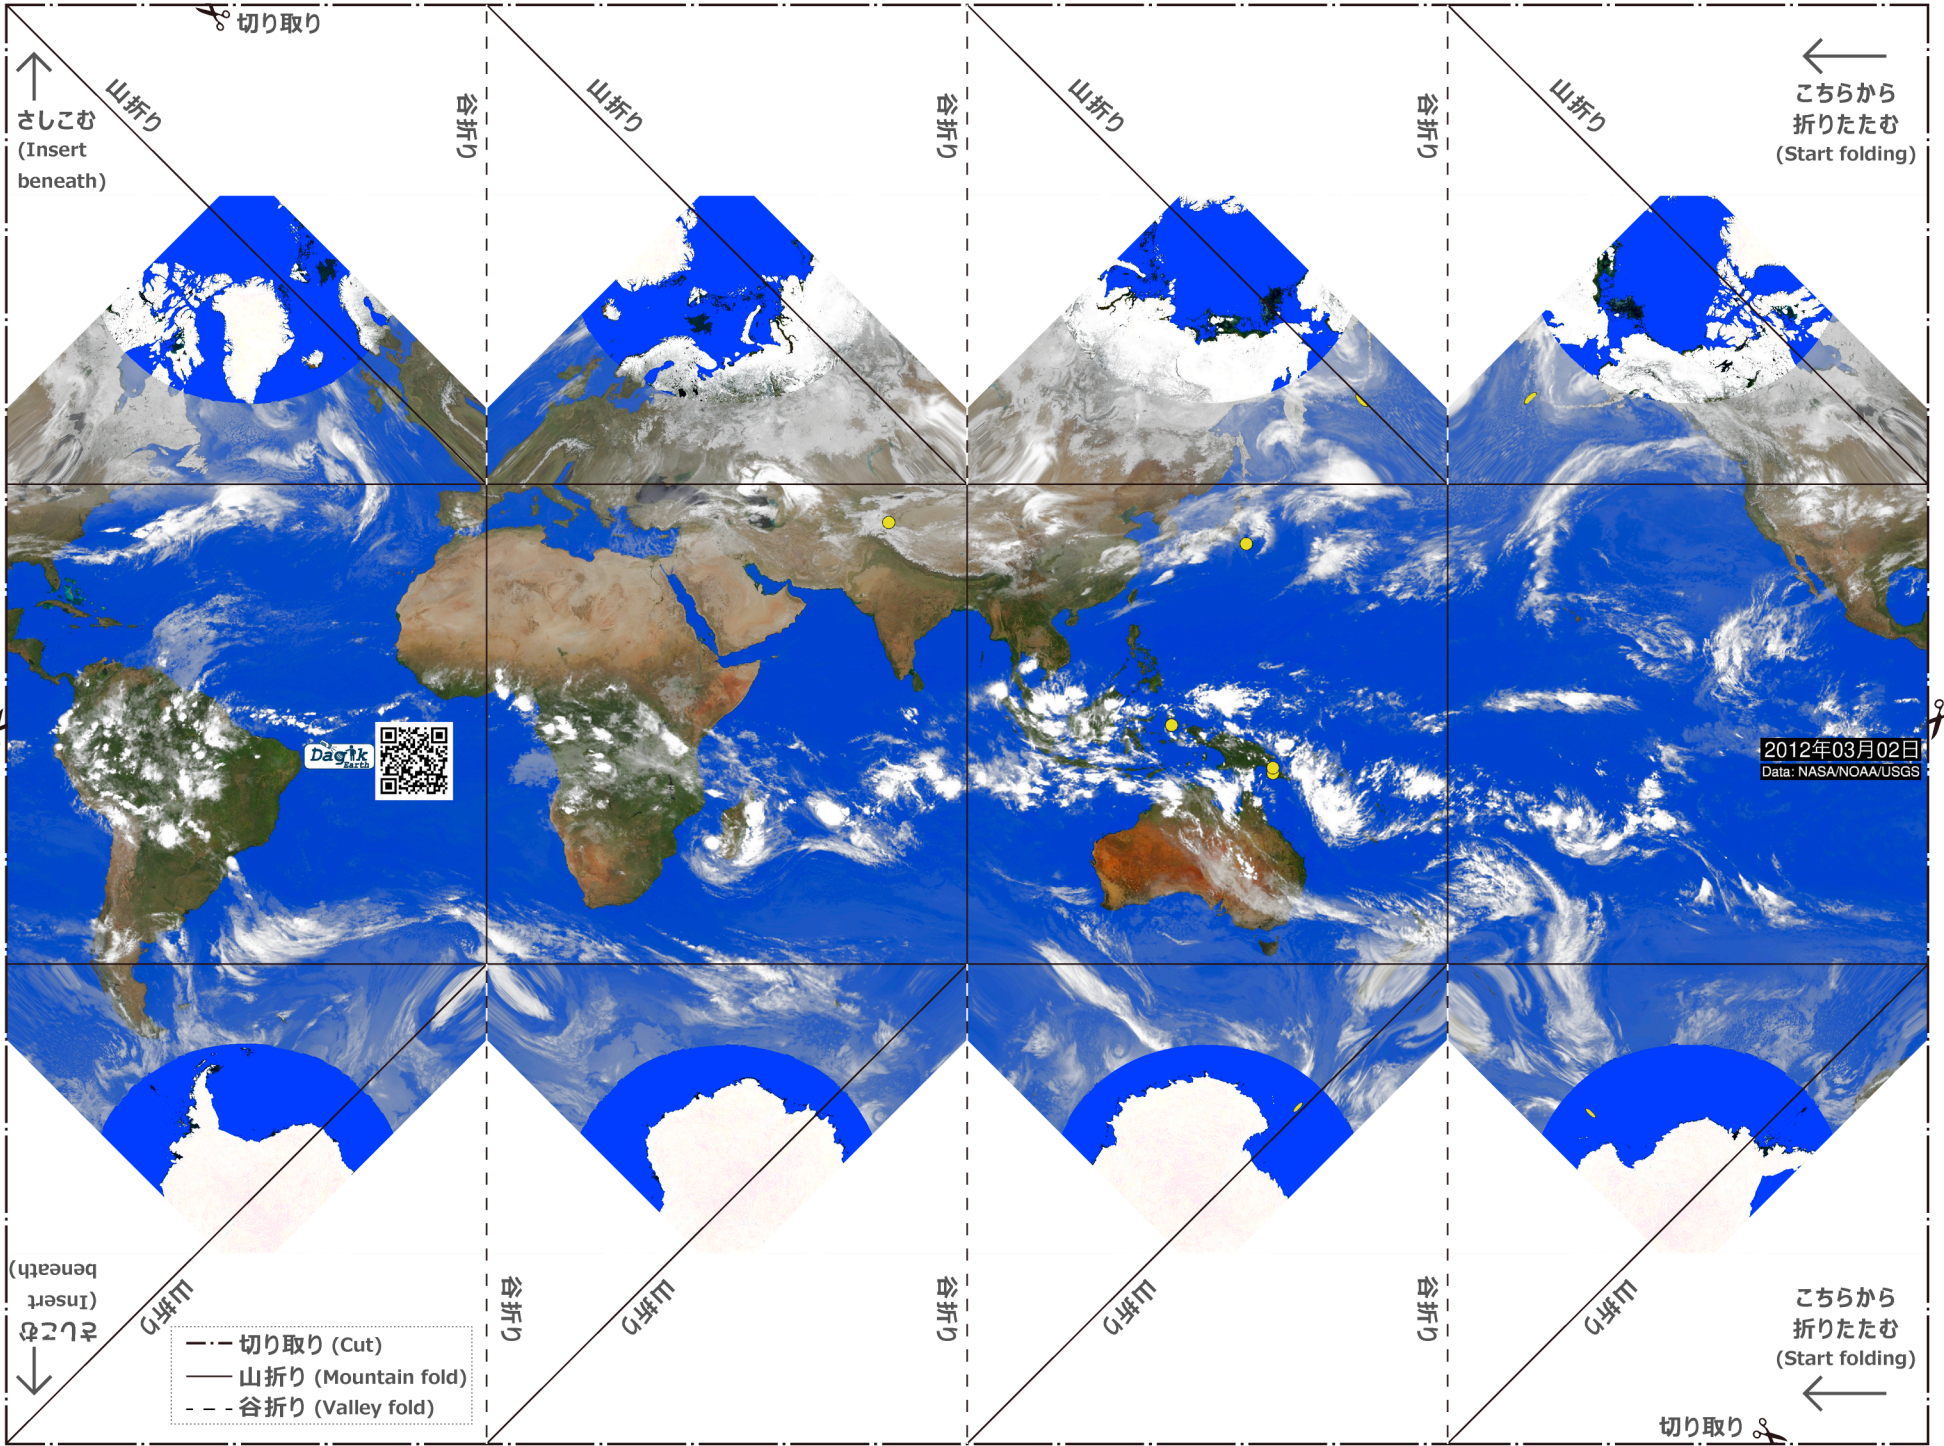 切り取り
さしこむ
(Insert
beneath)
山折り
谷折り
山折り
谷折り
山折り
谷折り
山折り
こちらから
折りたたむ
(Start folding)
Dagik
Earth
2012年03月02日
Data: NASA/NOAA/USGS
さしこむ
(Insert
beneath)
山折り
谷折り
山折り
谷折り
山折り
谷折り
山折り
こちらから
折りたたむ
(Start folding)
切り取り (Cut)
山折り (Mountain fold)
谷折り (Valley fold)
切り取り